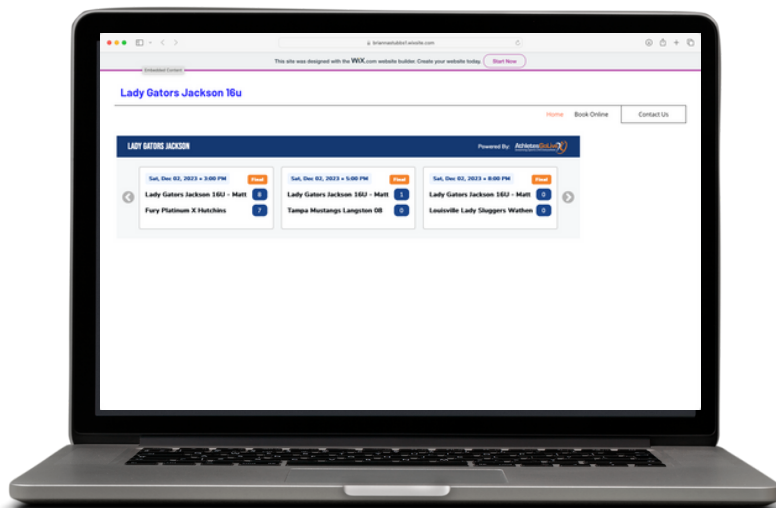 briannastubbs1.wixsite.com
This site was designed with the WiX.com website builder. Create your website today. Start Now
Embedded Content
Lady Gators Jackson 16u
Home Book Online Contact Us
LADY GATORS JACKSON Powered By: AthletesGoLive
Sat, Dec 02, 2023 • 3:00 PM Final
Lady Gators Jackson 16U - Matt 8
Fury Platinum X Hutchins 7
Sat, Dec 02, 2023 • 5:00 PM Final
Lady Gators Jackson 16U - Matt 1
Tampa Mustangs Langston 08 0
Sat, Dec 02, 2023 • 8:00 PM Final
Lady Gators Jackson 16U - Matt 0
Louisville Lady Sluggers Wathen 0